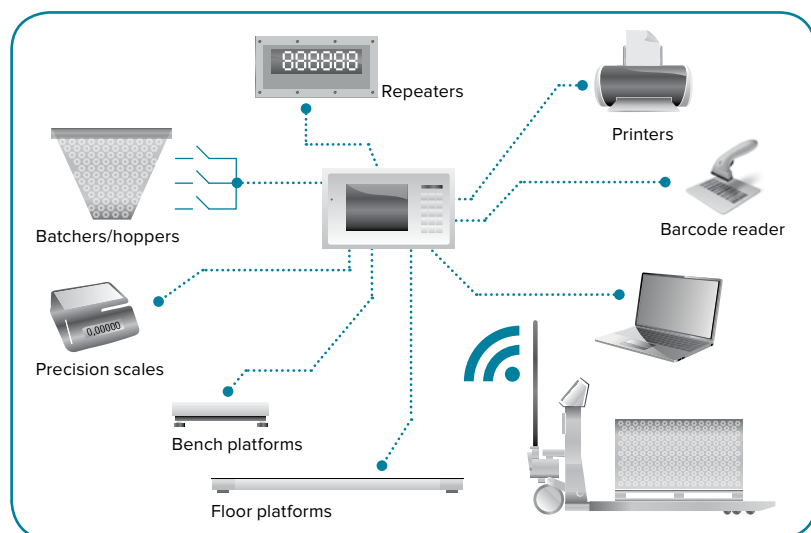 888888
Repeaters
Printers
Batchers/hoppers
Barcode reader
0,00000
Precision scales
Bench platforms
Floor platforms